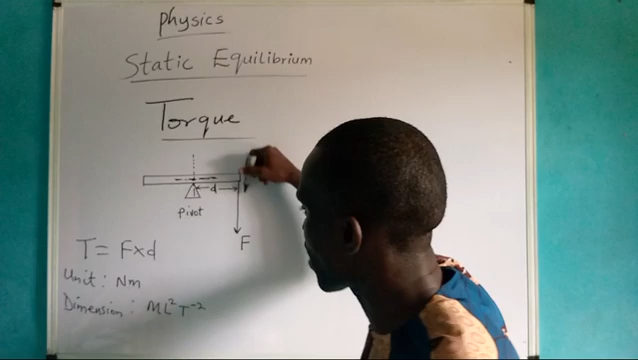 physics
Static Equilibrium
Torque
d
pivot
F
T = F×d
Unit : Nm
Dimension : ML²T⁻²